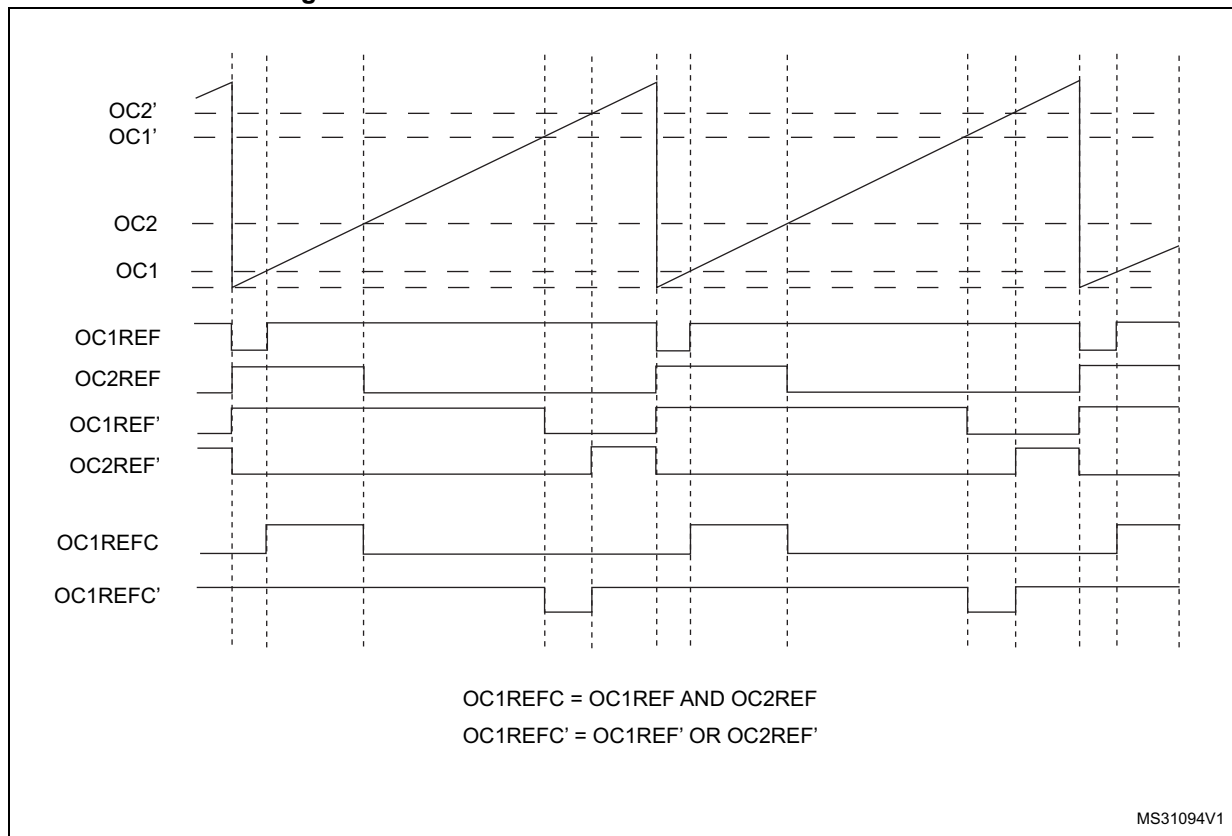 OC2’
OC1’
OC2
OC1
OC1REF
OC2REF
OC1REF’
OC2REF’
OC1REFC
OC1REFC’
OC1REFC = OC1REF AND OC2REF
OC1REFC’ = OC1REF’ OR OC2REF’
MS31094V1